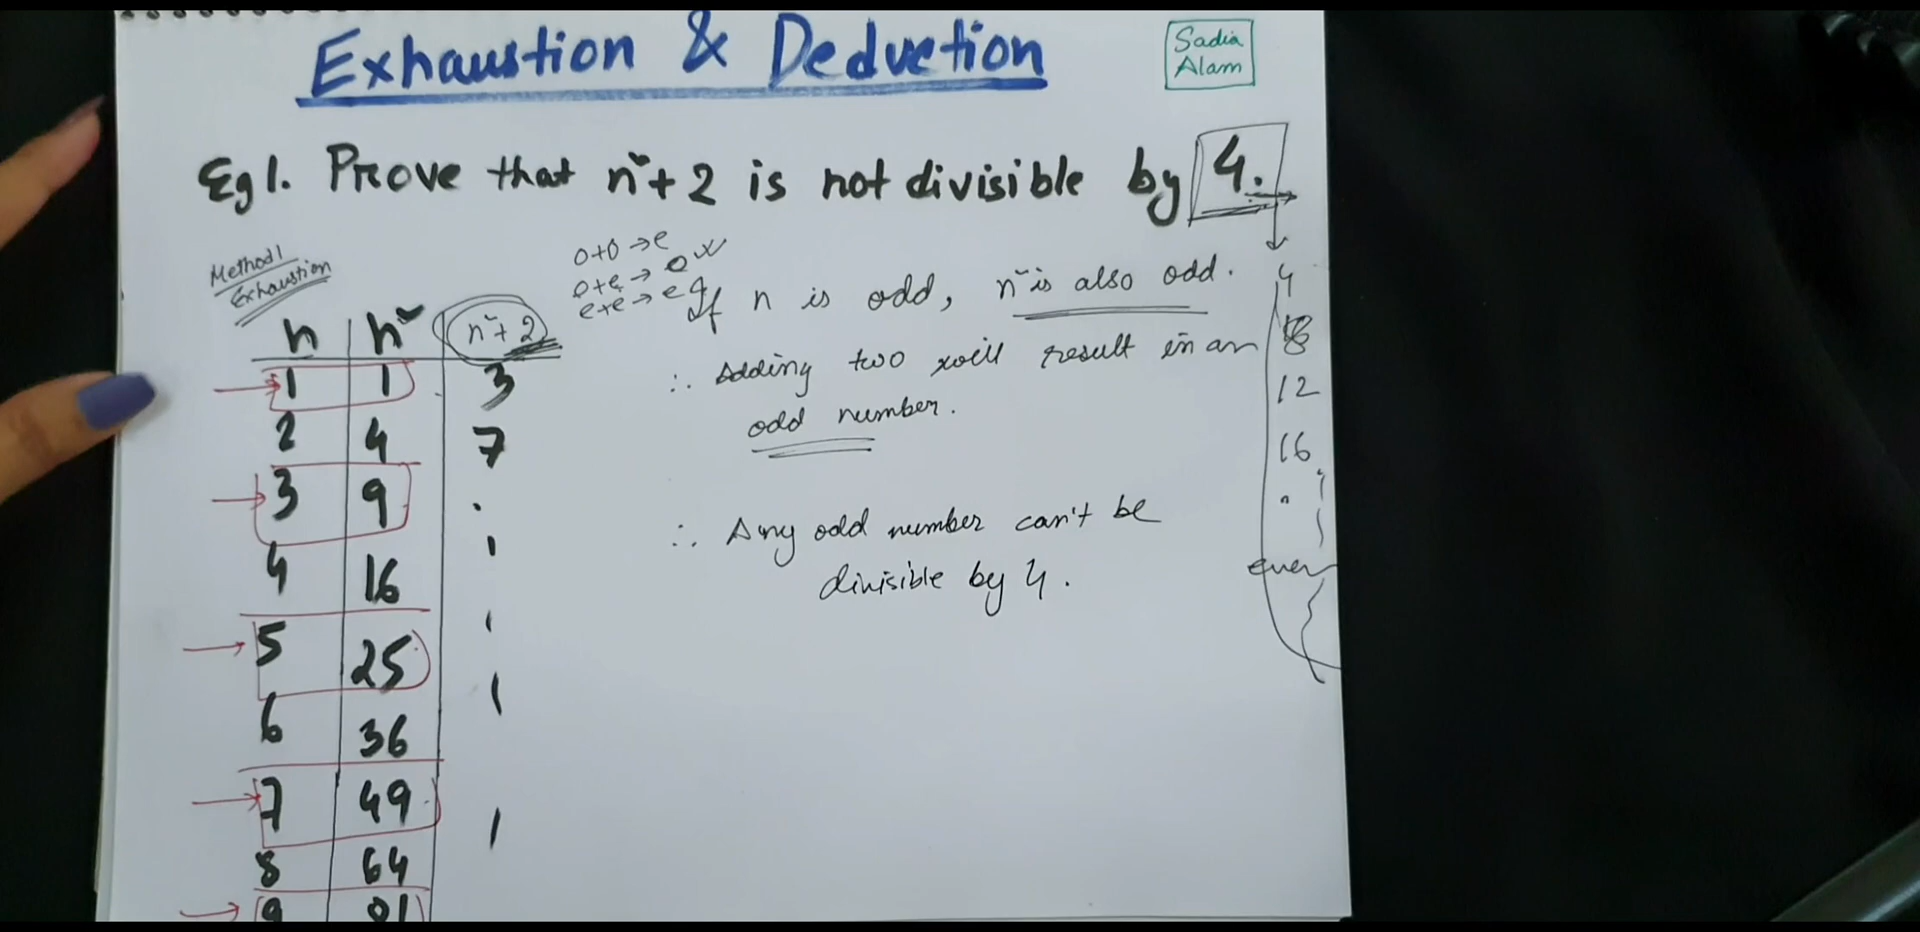 Exhaustion & Deduction
Sadia
Alam
Eg 1. Prove that n²+ 2 is not divisible by 4.
Method 1
Exhaustion
o+o → e
o+e → o
e+e → e
If n is odd, n² is also odd.
∴ Adding two will result in an
odd number.
∴ Any odd number can't be
divisible by 4.
4
8
12
16
even
n n² n²+2
1 1 3
2 4 7
3 9
4 16
5 25
6 36
7 49
8 64
9 81